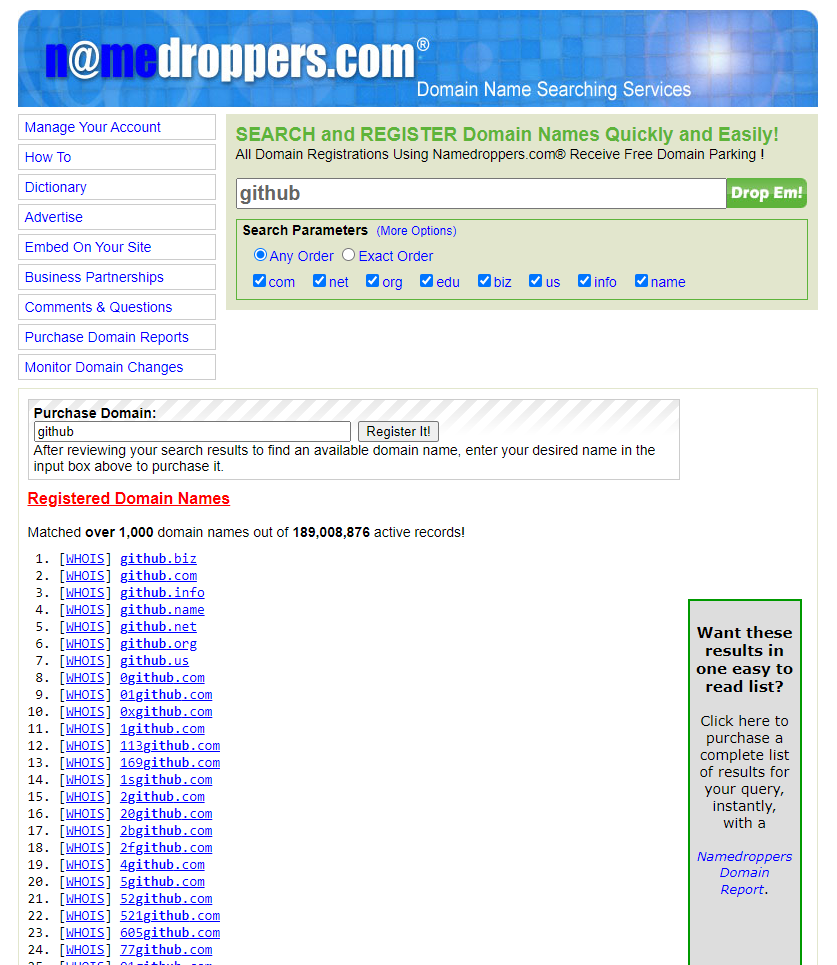 n@medroppers.com®
Domain Name Searching Services
Manage Your Account
How To
Dictionary
Advertise
Embed On Your Site
Business Partnerships
Comments & Questions
Purchase Domain Reports
Monitor Domain Changes
SEARCH and REGISTER Domain Names Quickly and Easily!
All Domain Registrations Using Namedroppers.com® Receive Free Domain Parking !
github Drop Em!
Search Parameters (More Options)
Any Order Exact Order
com net org edu biz us info name
Purchase Domain:
github Register It!
After reviewing your search results to find an available domain name, enter your desired name in the
input box above to purchase it.
Registered Domain Names
Matched over 1,000 domain names out of 189,008,876 active records!
1. [WHOIS] github.biz
2. [WHOIS] github.com
3. [WHOIS] github.info
4. [WHOIS] github.name
5. [WHOIS] github.net
6. [WHOIS] github.org
7. [WHOIS] github.us
8. [WHOIS] 0github.com
9. [WHOIS] 01github.com
10. [WHOIS] 0xgithub.com
11. [WHOIS] 1github.com
12. [WHOIS] 113github.com
13. [WHOIS] 169github.com
14. [WHOIS] 1sgithub.com
15. [WHOIS] 2github.com
16. [WHOIS] 20github.com
17. [WHOIS] 2bgithub.com
18. [WHOIS] 2fgithub.com
19. [WHOIS] 4github.com
20. [WHOIS] 5github.com
21. [WHOIS] 52github.com
22. [WHOIS] 521github.com
23. [WHOIS] 605github.com
24. [WHOIS] 77github.com
Want these
results in
one easy to
read list?
Click here to
purchase a
complete list
of results for
your query,
instantly,
with a
Namedroppers
Domain
Report.